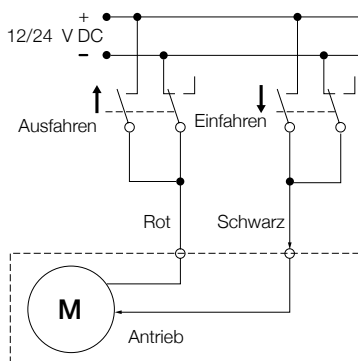 +
12/24 V DC
–
Ausfahren
Einfahren
Rot
Schwarz
M
Antrieb